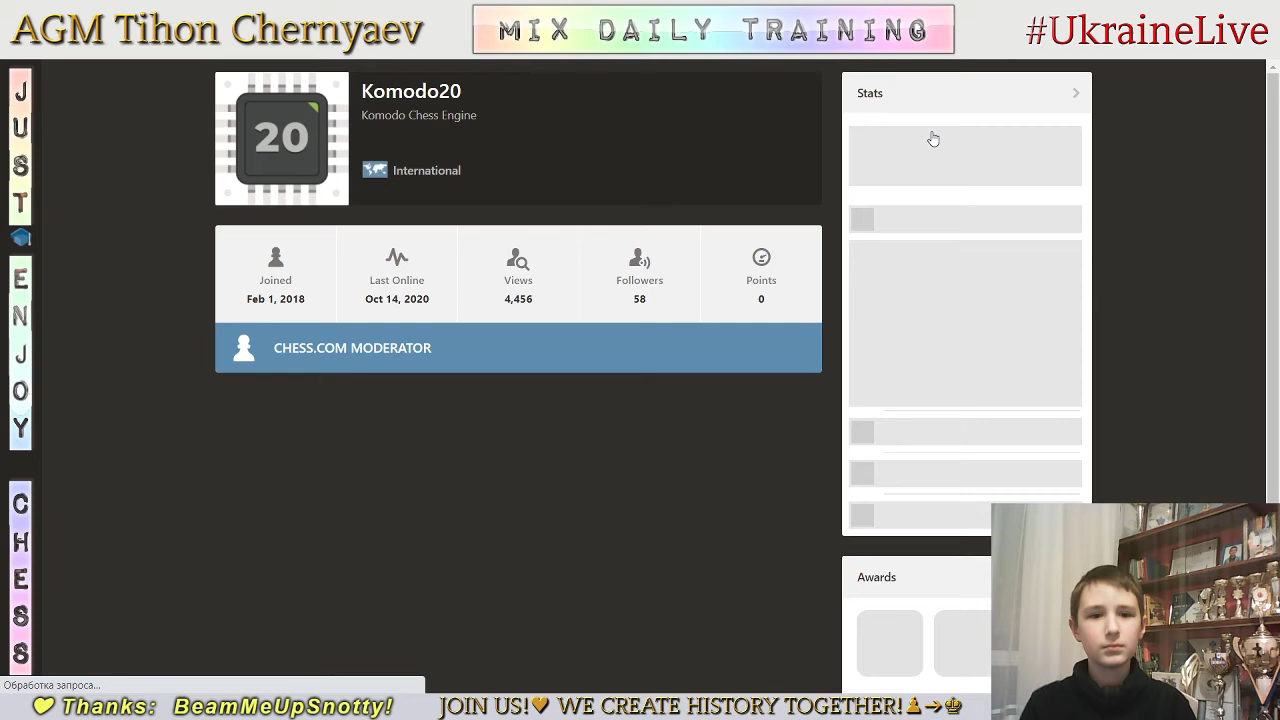 AGM Tihon Chernyaev
MIX DAILY TRAINING
#UkraineLive
JUST
ENJOY
CHESS
20
Komodo20
Komodo Chess Engine
International
Stats
Joined
Feb 1, 2018
Last Online
Oct 14, 2020
Views
4,456
Followers
58
Points
0
CHESS.COM MODERATOR
Awards
Обработка запроса...
Thanks: BeamMeUpSnotty!
JOIN US! WE CREATE HISTORY TOGETHER!